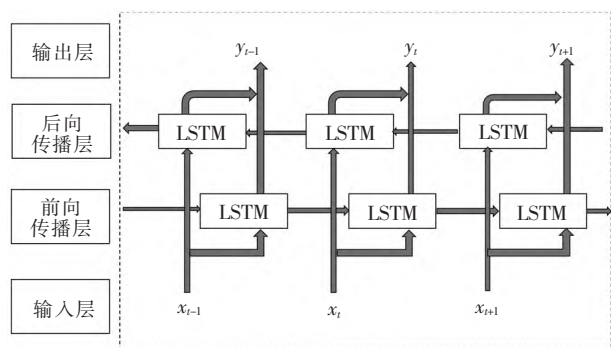 输出层
y_{t-1} y_t y_{t+1}
后向
传播层
LSTM LSTM LSTM
前向
传播层
LSTM LSTM LSTM
输入层
x_{t-1} x_t x_{t+1}